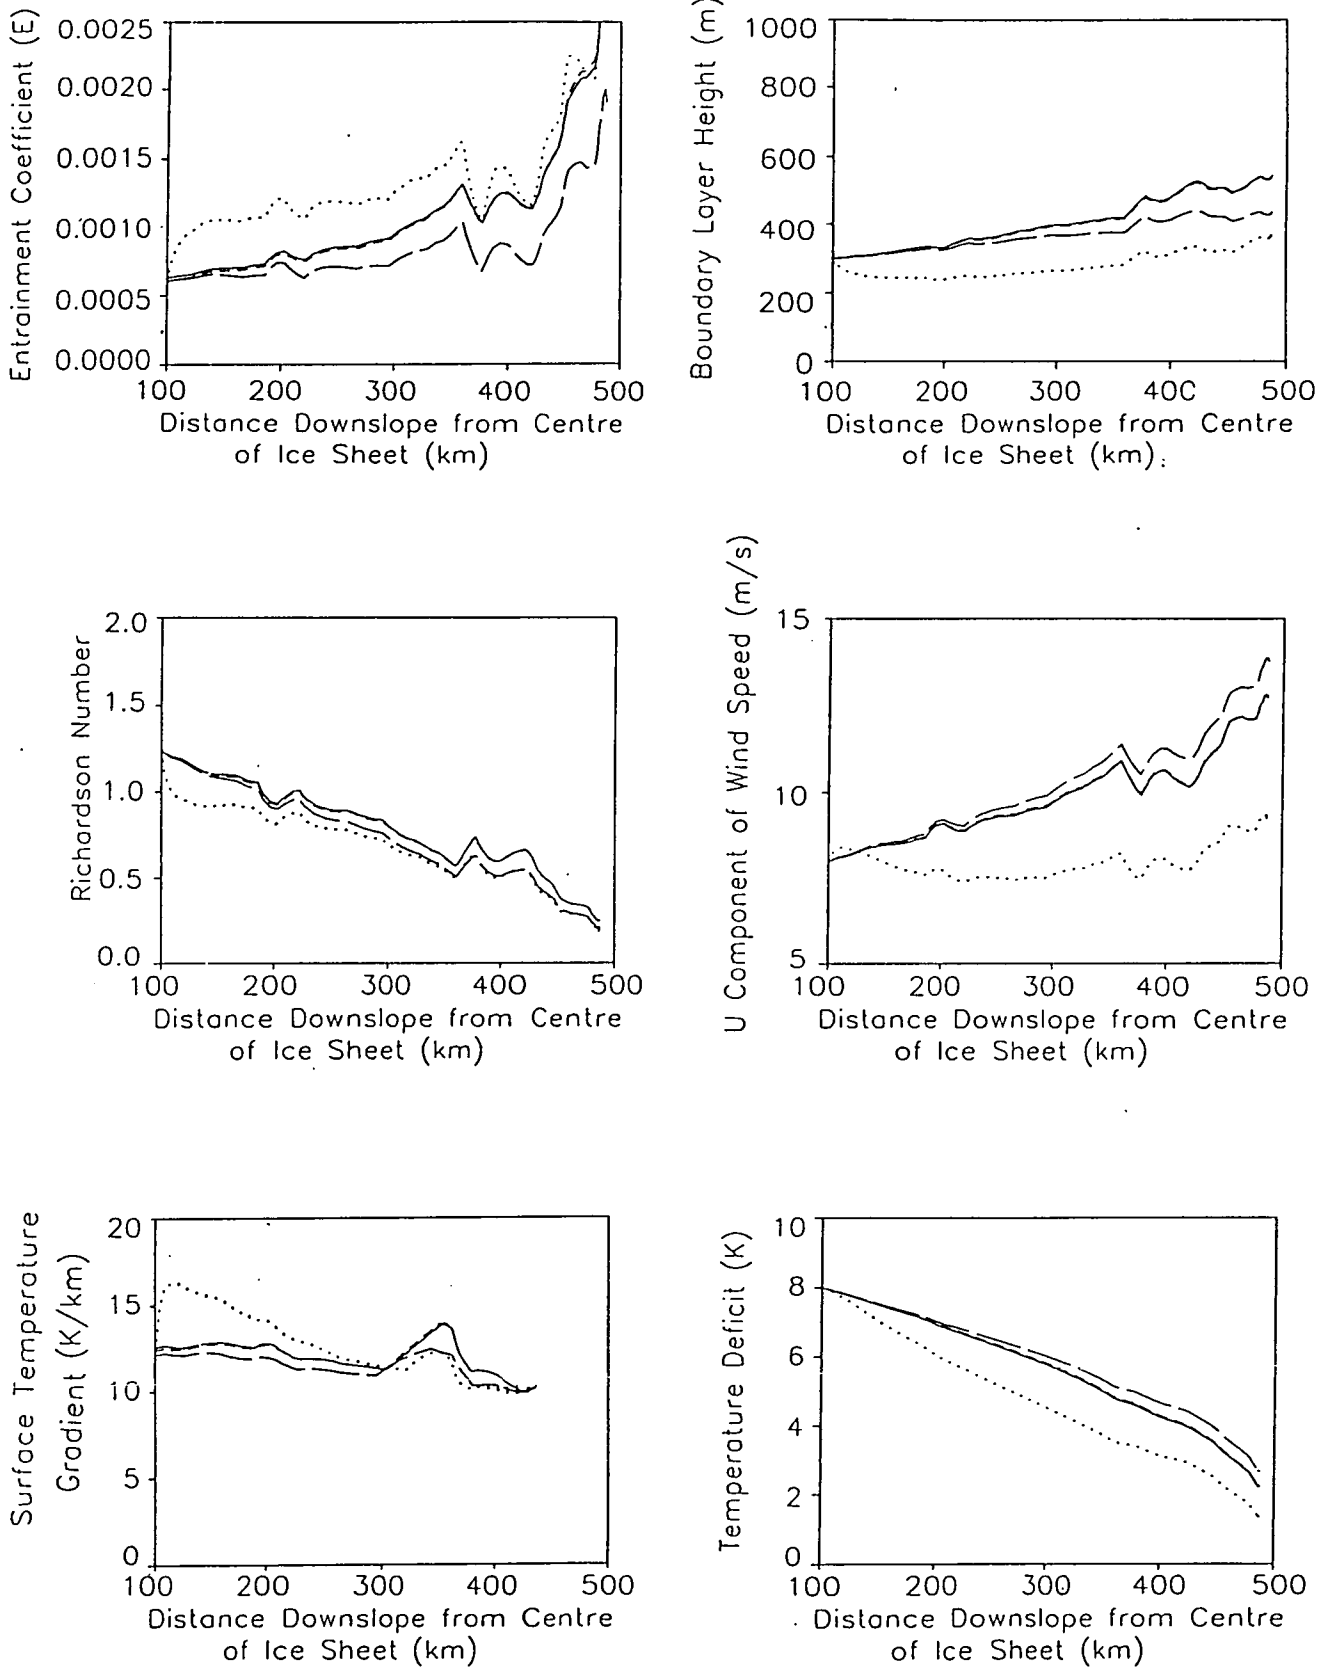 Entrainment Coefficient (E)
0.0025
0.0020
0.0015
0.0010
0.0005
0.0000
100 200 300 400 500
Distance Downslope from Centre
of Ice Sheet (km)
Boundary Layer Height (m)
1000
800
600
400
200
0
100 200 300 400 500
Distance Downslope from Centre
of Ice Sheet (km)
Richardson Number
2.0
1.5
1.0
0.5
0.0
100 200 300 400 500
Distance Downslope from Centre
of Ice Sheet (km)
U Component of Wind Speed (m/s)
15
10
5
100 200 300 400 500
Distance Downslope from Centre
of Ice Sheet (km)
Surface Temperature
Gradient (K/km)
20
15
10
5
0
100 200 300 400 500
Distance Downslope from Centre
of Ice Sheet (km)
Temperature Deficit (K)
10
8
6
4
2
0
100 200 300 400 500
Distance Downslope from Centre
of Ice Sheet (km)